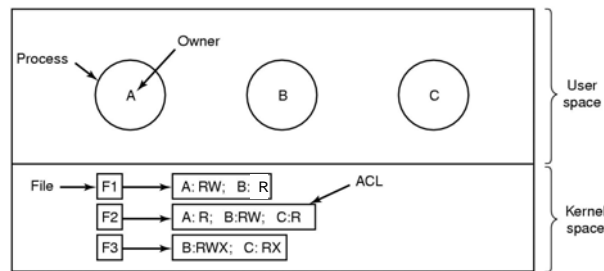 Owner
Process
A B C
User space
File F1 A: RW; B: R ACL
F2 A: R; B:RW; C:R
F3 B:RWX; C: RX
Kernel space